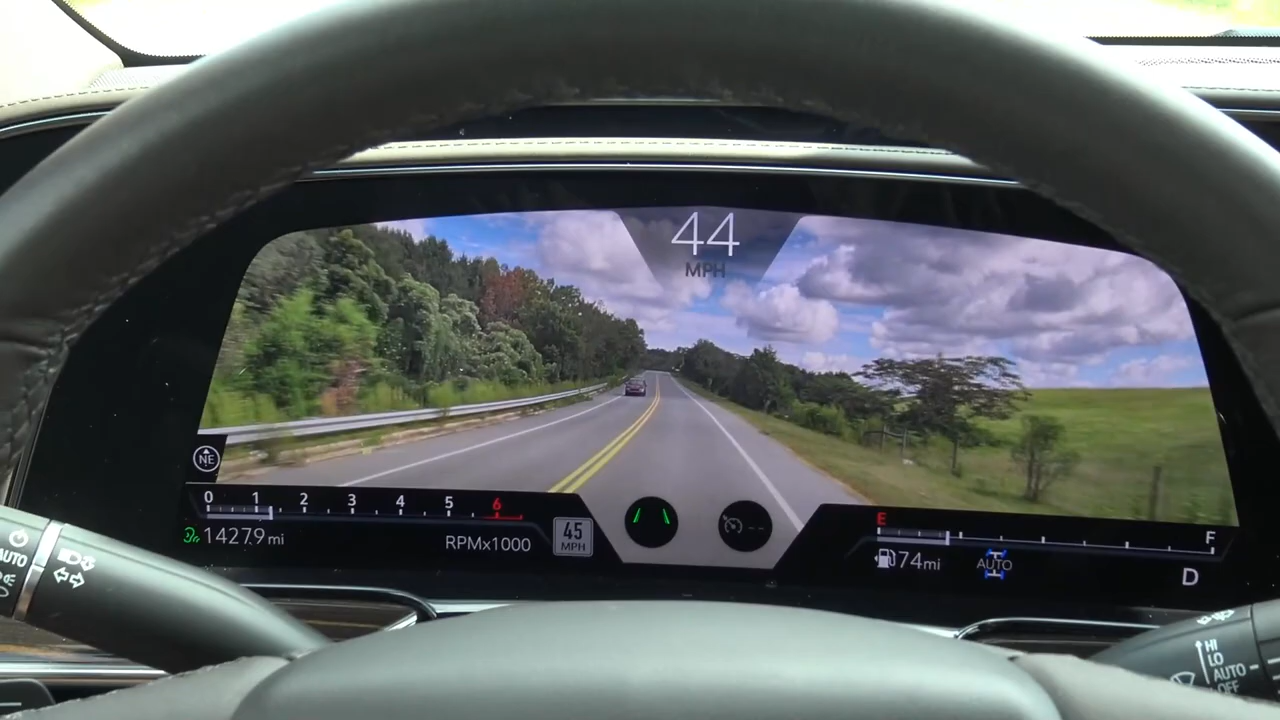 44
MPH
NE
0 1 2 3 4 5 6
1427.9 mi
RPMx1000
45
MPH
--
E
F
74mi
AUTO
D
AUTO
HI
LO
AUTO
OFF